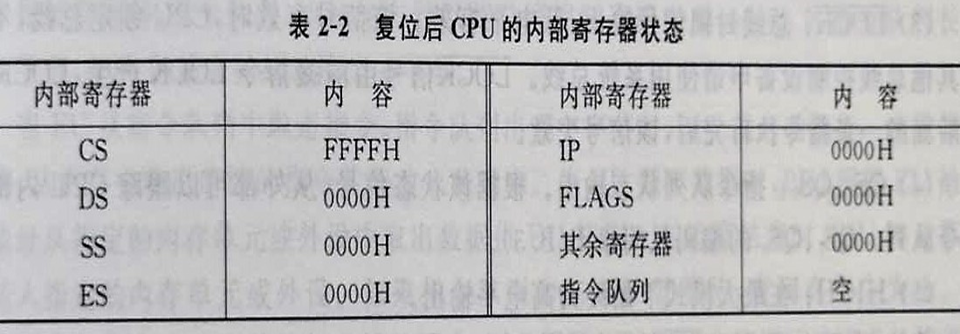 表 2-2 复位后 CPU 的内部寄存器状态
内部寄存器 内 容 内部寄存器 内 容
CS FFFFH IP 0000H
DS 0000H FLAGS 0000H
SS 0000H 其余寄存器 0000H
ES 0000H 指令队列 空